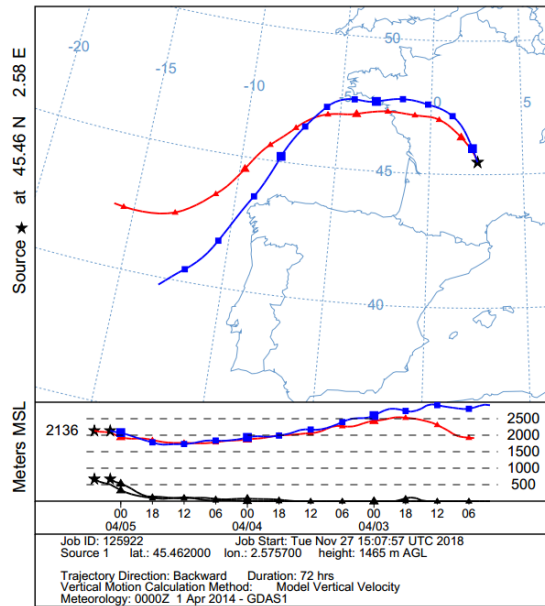 -20
-15
-10
50
5
0
5
45
40
Source ★ at 45.46 N 2.58 E
Meters MSL
2136
2500
2000
1500
1000
500
00 18 12 06 00 18 12 06 00 18 12 06
04/05 04/04 04/03
Job ID: 125922 Job Start: Tue Nov 27 15:07:57 UTC 2018
Source 1 lat.: 45.462000 lon.: 2.575700 height: 1465 m AGL
Trajectory Direction: Backward Duration: 72 hrs
Vertical Motion Calculation Method: Model Vertical Velocity
Meteorology: 0000Z 1 Apr 2014 - GDAS1